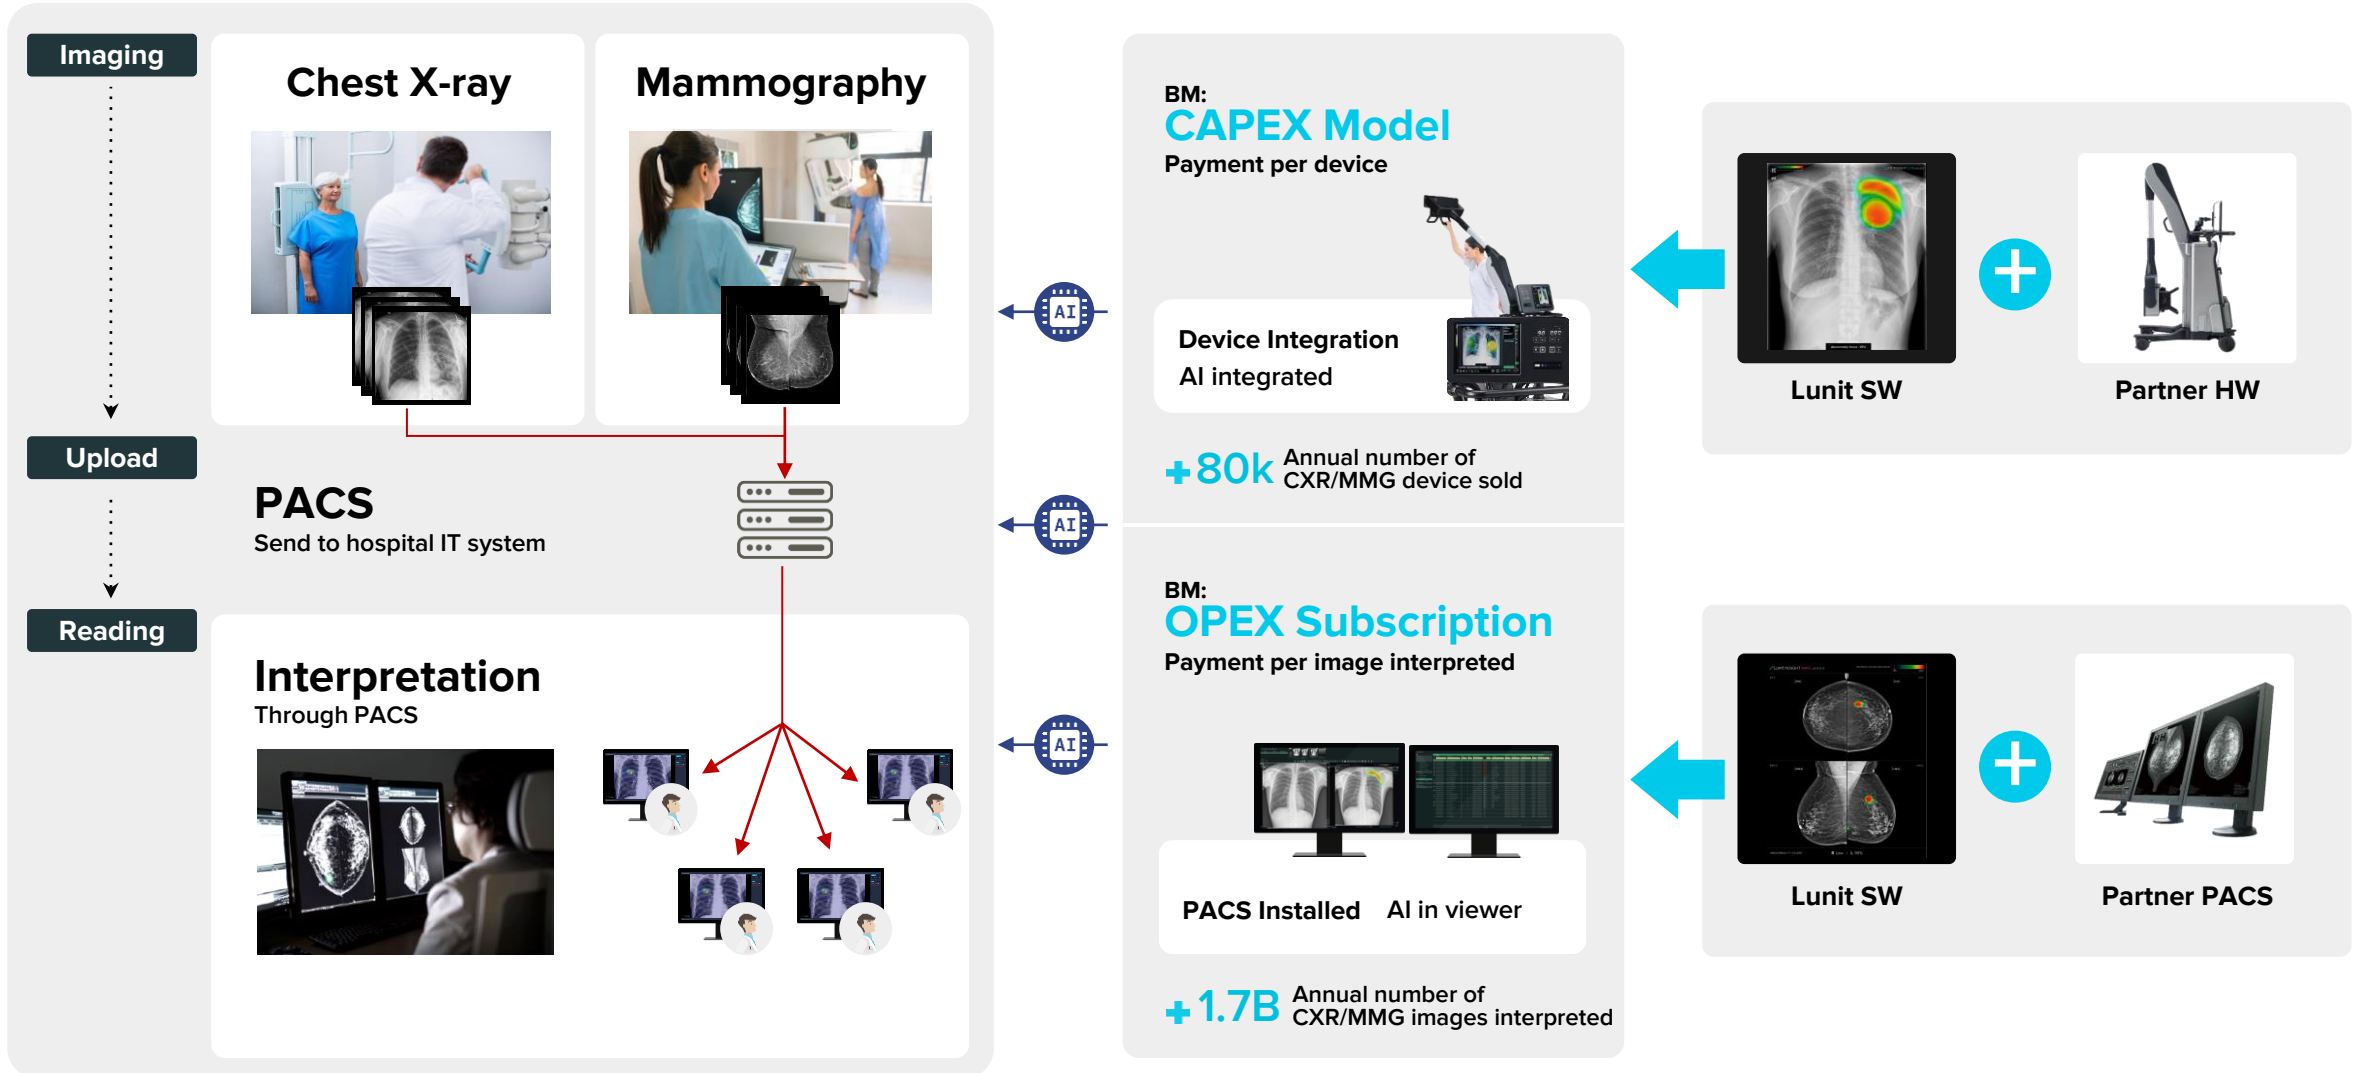 Imaging
Chest X-ray
Mammography
Upload
PACS
Send to hospital IT system
Reading
Interpretation
Through PACS
AI
AI
AI
BM:
CAPEX Model
Payment per device
Device Integration
AI integrated
+80k Annual number of
CXR/MMG device sold
BM:
OPEX Subscription
Payment per image interpreted
PACS Installed AI in viewer
+1.7B Annual number of
CXR/MMG images interpreted
Lunit SW
Partner HW
Lunit SW
Partner PACS